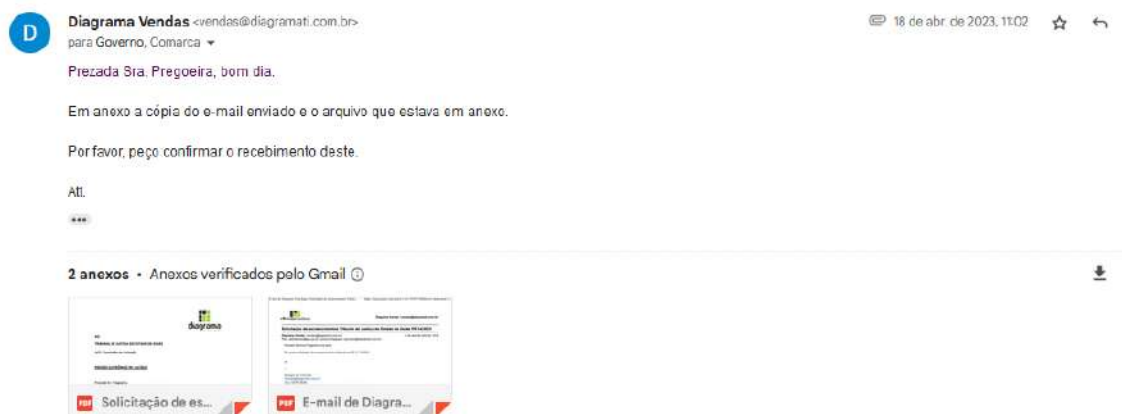 D
Diagrama Vendas <vendas@diagramati.com.br>
18 de abr. de 2023, 11:02
para Governo, Comarca
Prezada Sra. Pregoeira, bom dia.
Em anexo a cópia do e-mail enviado e o arquivo que estava em anexo.
Por favor, peço confirmar o recebimento deste.
Att.
2 anexos • Anexos verificados pelo Gmail
diagrama
PDF Solicitação de es...
PDF E-mail de Diagra...